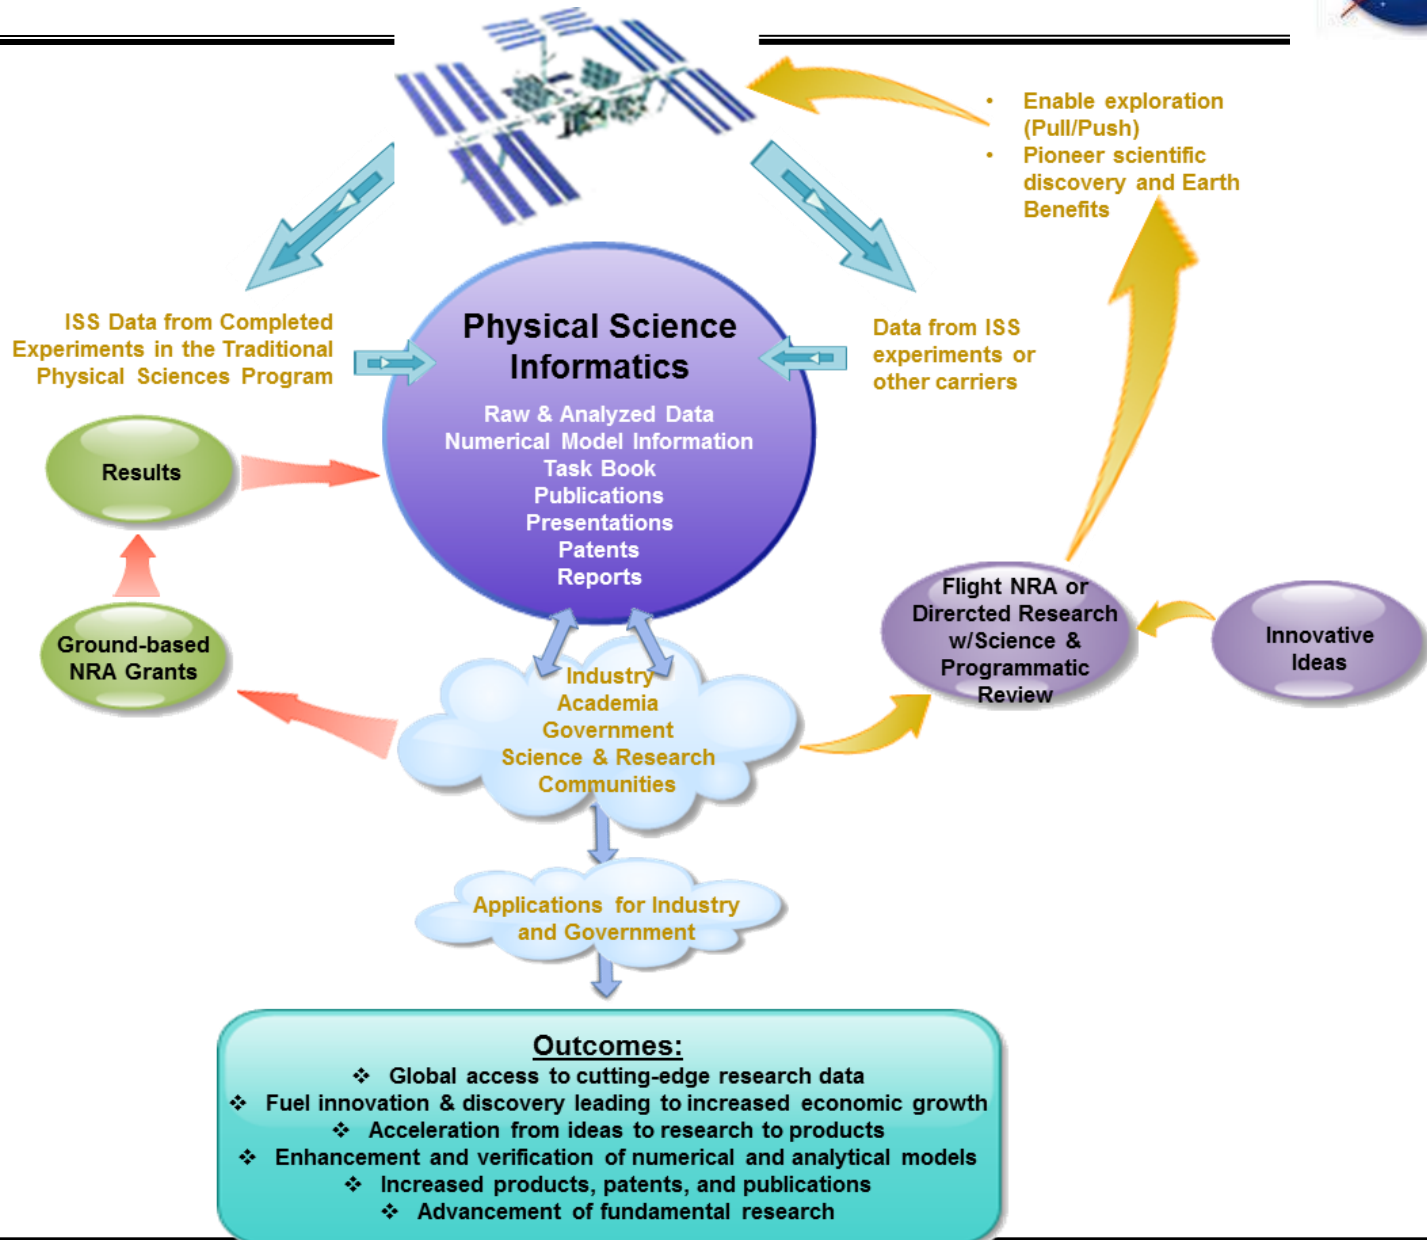 • Enable exploration
(Pull/Push)
• Pioneer scientific
discovery and Earth
Benefits
ISS Data from Completed
Experiments in the Traditional
Physical Sciences Program
Physical Science
Informatics
Raw & Analyzed Data
Numerical Model Information
Task Book
Publications
Presentations
Patents
Reports
Data from ISS
experiments or
other carriers
Results
Ground-based
NRA Grants
Flight NRA or
Dirercted Research
w/Science &
Programmatic
Review
Innovative
Ideas
Industry
Academia
Government
Science & Research
Communities
Applications for Industry
and Government
Outcomes:
❖ Global access to cutting-edge research data
❖ Fuel innovation & discovery leading to increased economic growth
❖ Acceleration from ideas to research to products
❖ Enhancement and verification of numerical and analytical models
❖ Increased products, patents, and publications
❖ Advancement of fundamental research